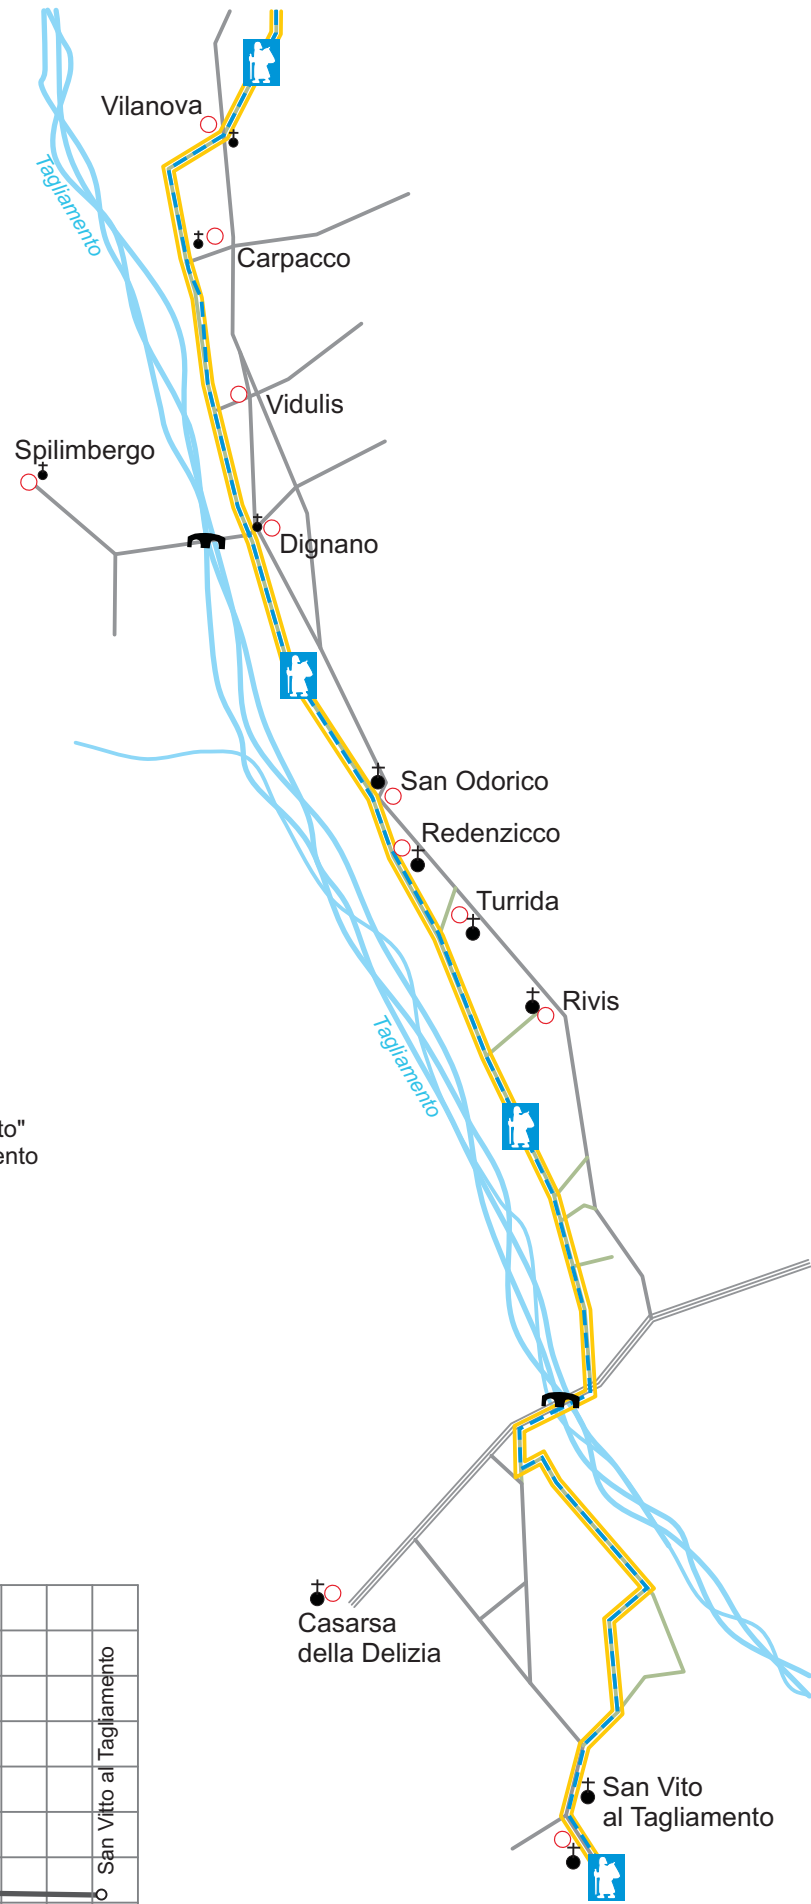 Vilanova
Tagliamento
Carpacco
Vidulis
Spilimbergo
Dignano
San Odorico
Redenzicco
Turrida
Rivis
Tagliamento
to"
ento
Casarsa
della Delizia
San Vitto al Tagliamento
San Vito
al Tagliamento